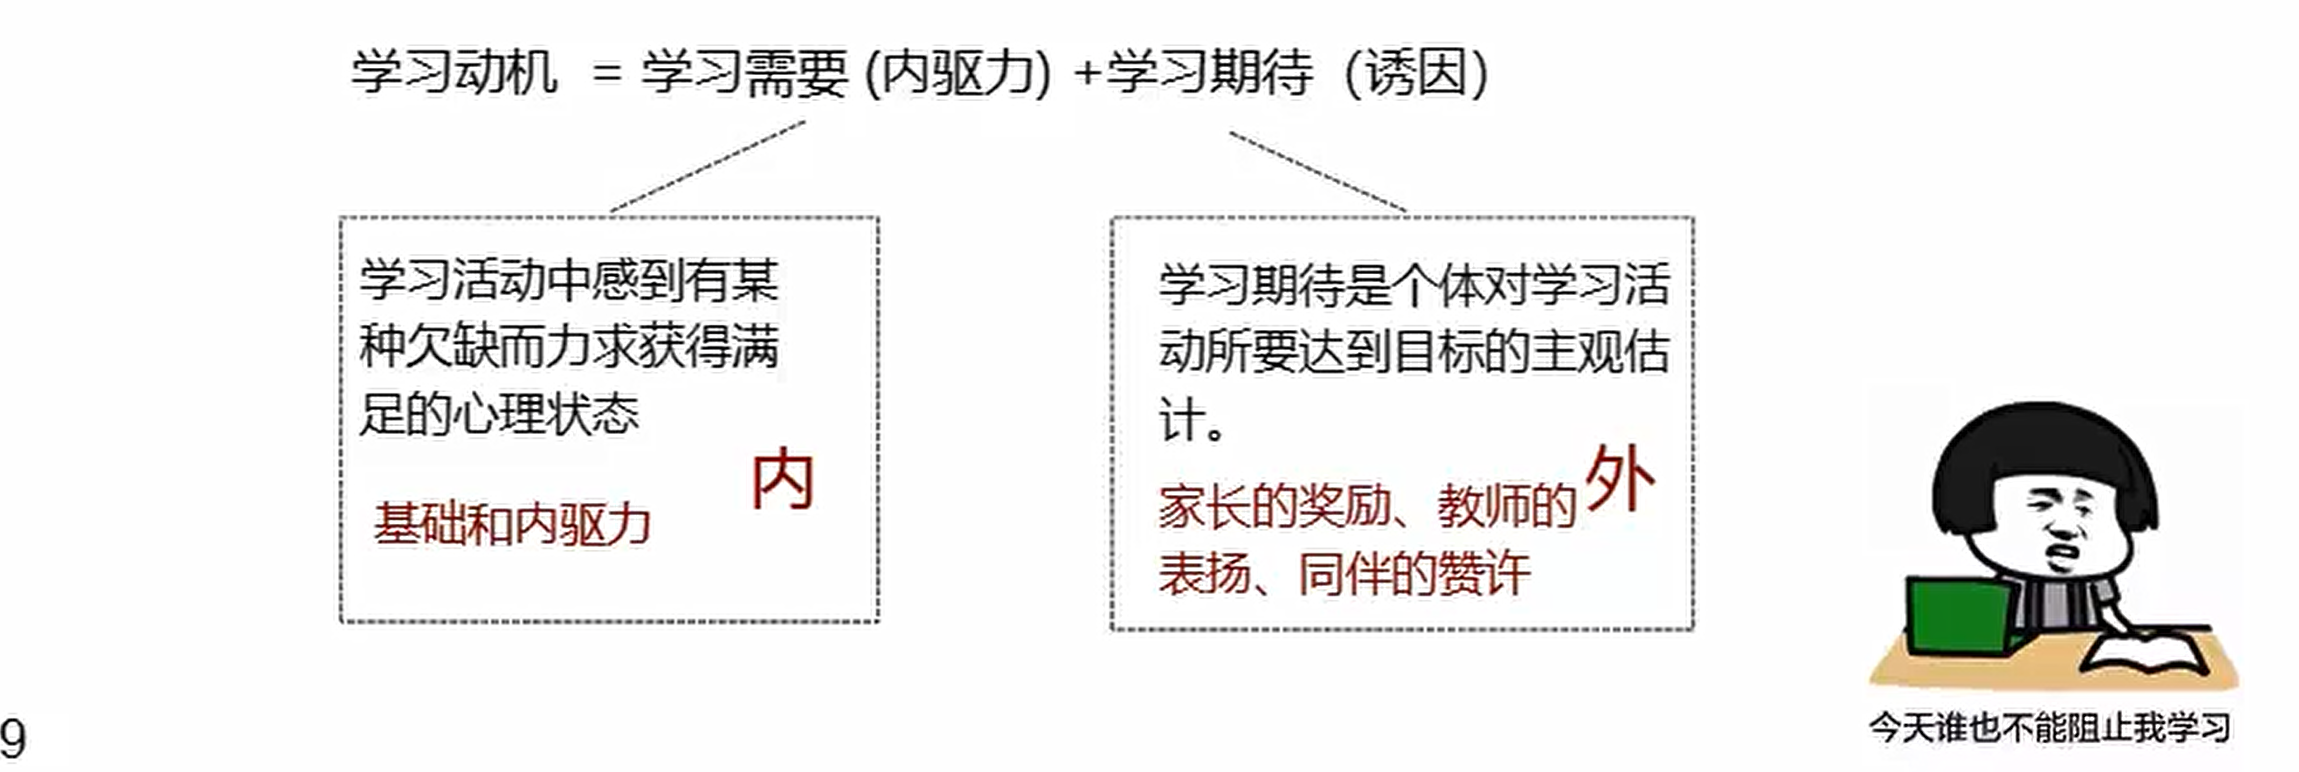 学习动机 = 学习需要 (内驱力) +学习期待 (诱因)
学习活动中感到有某
种欠缺而力求获得满
足的心理状态
内
基础和内驱力
学习期待是个体对学习活
动所要达到目标的主观估
计。
外
家长的奖励、教师的
表扬、同伴的赞许
今天谁也不能阻止我学习
9